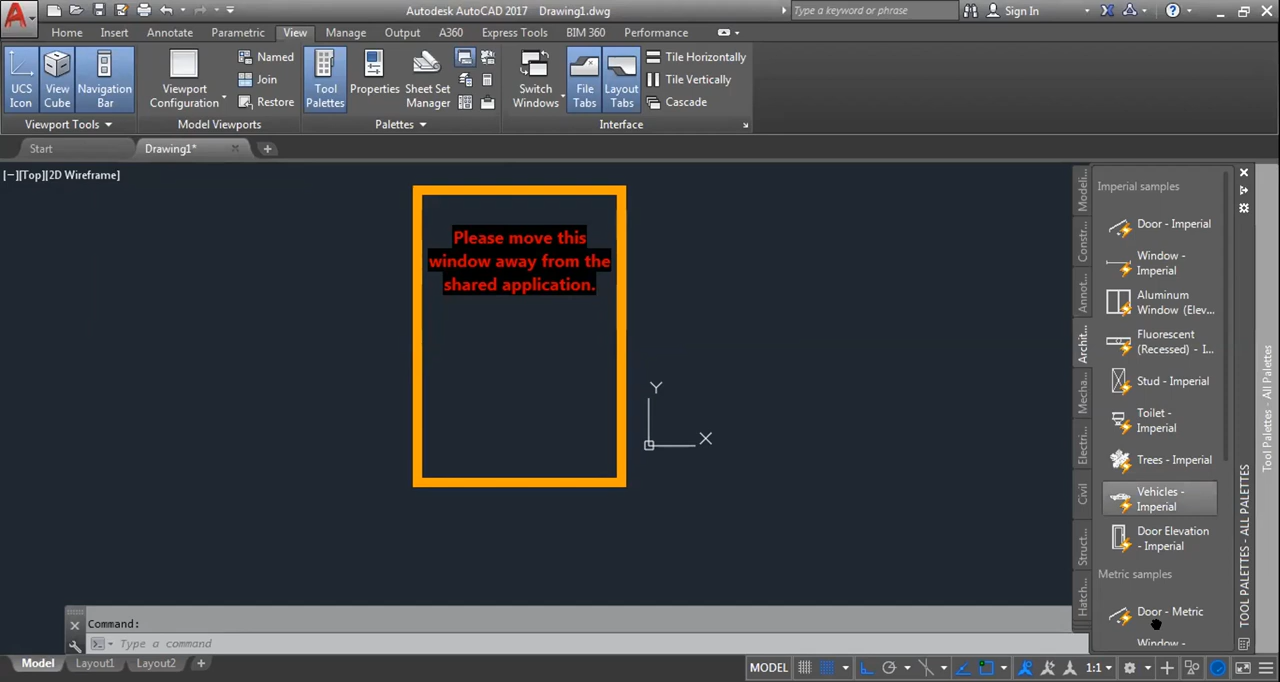 Autodesk AutoCAD 2017 Drawing1.dwg
Type a keyword or phrase
Sign In
Home
Insert
Annotate
Parametric
View
Manage
Output
A360
Express Tools
BIM 360
Performance
UCS
Icon
View
Cube
Navigation
Bar
Viewport Tools
Viewport
Configuration
Named
Join
Restore
Model Viewports
Tool
Palettes
Properties
Sheet Set
Manager
Palettes
Switch
Windows
File
Tabs
Layout
Tabs
Tile Horizontally
Tile Vertically
Cascade
Interface
Start
Drawing1*
[−][Top][2D Wireframe]
Please move this
window away from the
shared application.
Y
X
Modeli...
Constr...
Annot...
Archit...
Mecha...
Electri...
Civil
Struct...
Hatch...
Imperial samples
Door - Imperial
Window -
Imperial
Aluminum
Window (Elev...
Fluorescent
(Recessed) - I...
Stud - Imperial
Toilet -
Imperial
Trees - Imperial
Vehicles -
Imperial
Door Elevation
- Imperial
Metric samples
Door - Metric
Window -
TOOL PALETTES - ALL PALETTES
Tool Palettes - All Palettes
Command:
Type a command
Model
Layout1
Layout2
MODEL
1:1